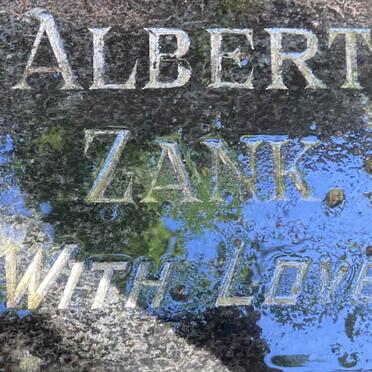 ALBERT
ZANK.
WITH. LOVE